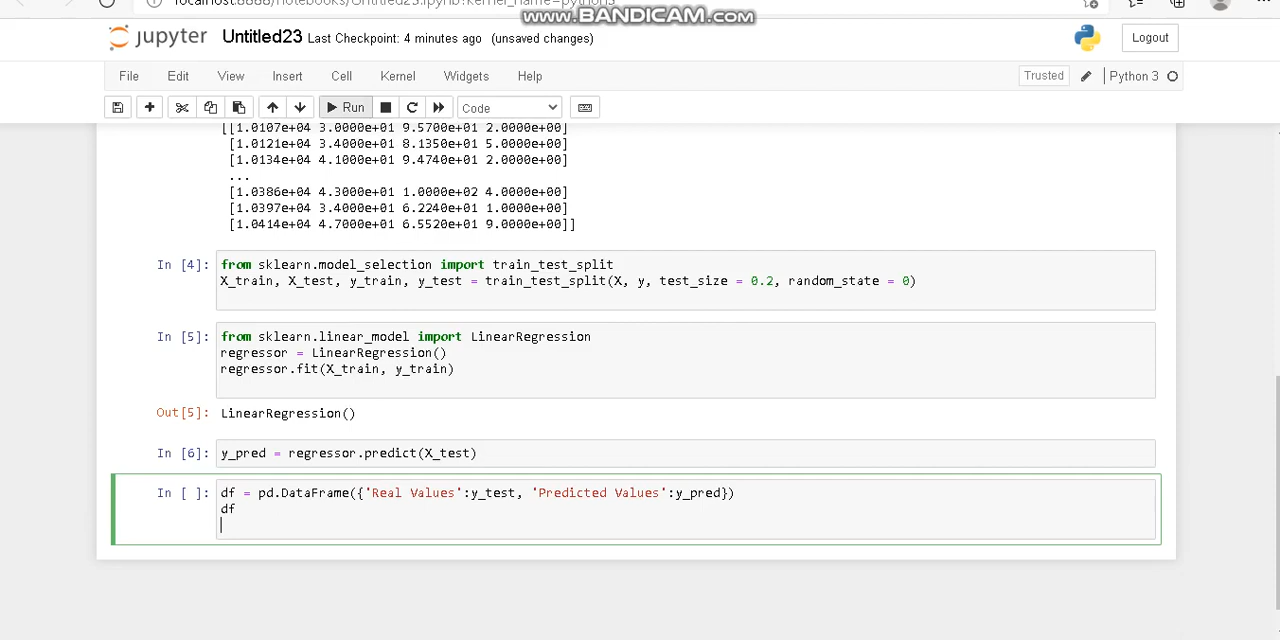 localhost:8888/notebooks/Untitled23.ipynb?kernel_name=python3
www.BANDICAM.com
jupyter Untitled23 Last Checkpoint: 4 minutes ago (unsaved changes) Logout
File Edit View Insert Cell Kernel Widgets Help Trusted Python 3
Run Code
[[1.0107e+04 3.0000e+01 9.5700e+01 2.0000e+00]
[1.0121e+04 3.4000e+01 8.1350e+01 5.0000e+00]
[1.0134e+04 4.1000e+01 9.4740e+01 2.0000e+00]
...
[1.0386e+04 4.3000e+01 1.0000e+02 4.0000e+00]
[1.0397e+04 3.4000e+01 6.2240e+01 1.0000e+00]
[1.0414e+04 4.7000e+01 6.5520e+01 9.0000e+00]]
In [4]: from sklearn.model_selection import train_test_split
X_train, X_test, y_train, y_test = train_test_split(X, y, test_size = 0.2, random_state = 0)
In [5]: from sklearn.linear_model import LinearRegression
regressor = LinearRegression()
regressor.fit(X_train, y_train)
Out[5]: LinearRegression()
In [6]: y_pred = regressor.predict(X_test)
In [ ]: df = pd.DataFrame({'Real Values':y_test, 'Predicted Values':y_pred})
df